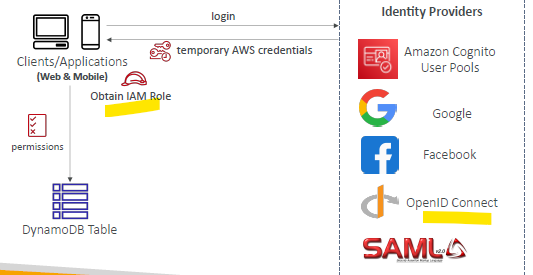 login
Identity Providers
temporary AWS credentials
Clients/Applications
(Web & Mobile)
Obtain IAM Role
permissions
DynamoDB Table
Amazon Cognito
User Pools
Google
Facebook
OpenID Connect
SAML v2.0